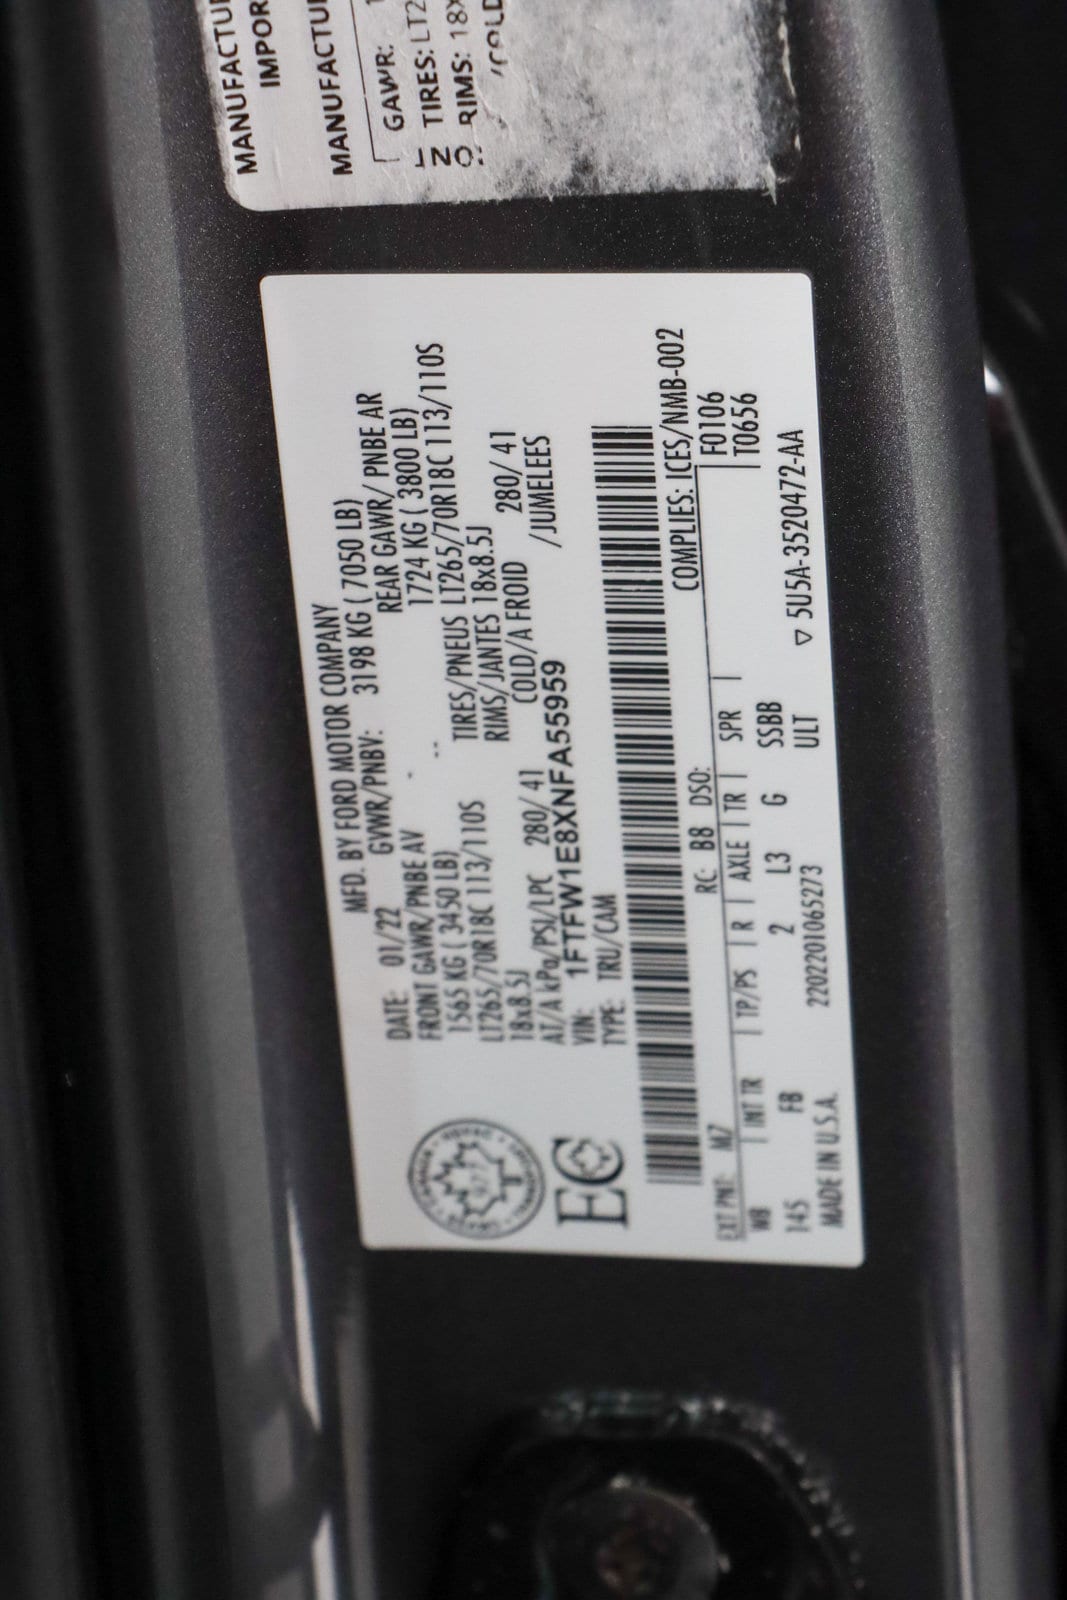 MANUFACTU
IMPOR
MANUFACTU
GAWR:
TIRES: LT2
RIMS: 18X
MFD. BY FORD MOTOR COMPANY
DATE: 01/22 GVWR/PNBV: 3198 KG ( 7050 LB)
FRONT GAWR/PNBE AV REAR GAWR/ PNBE AR
1565 KG ( 3450 LB) 1724 KG ( 3800 LB)
LT265/70R18C 113/110S TIRES/PNEUS LT265/70R18C 113/110S
18x8.5J RIMS/JANTES 18x8.5J
AT/A kPa/PSI/LPC 280/ 41 COLD/A FROID 280/ 41
VIN: 1FTFW1E8XNFA55959 /JUMELEES
TYPE: TRU/CAM
EC
COMPLIES: ICES/NMB-002
EXT PNT: M7 RC: B8 DSO: F0106
WB INT TR TP/PS R AXLE TR SPR T0656
145 FB 2 L3 G SSBB
MADE IN U.S.A. 220220106S273 ULT ▽ 5U5A-3520472-AA